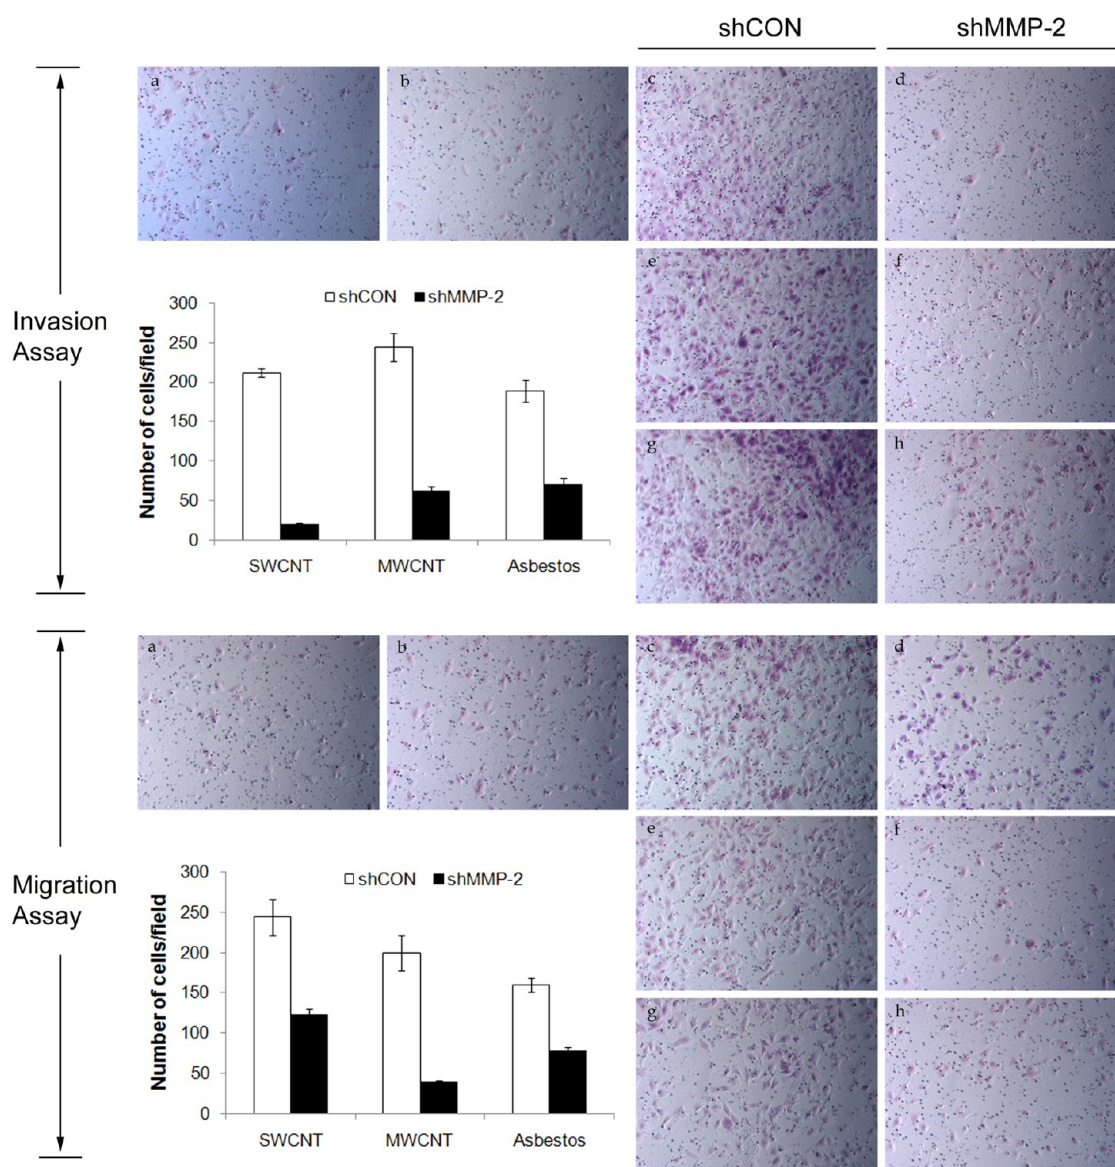 shCON shMMP-2
a b c d
e f
shCON shMMP-2
300
250
200
150
100
50
0
Number of cells/field
SWCNT MWCNT Asbestos
Invasion
Assay
g h
a b c d
e f
shCON shMMP-2
300
250
200
150
100
50
0
Number of cells/field
SWCNT MWCNT Asbestos
Migration
Assay
g h